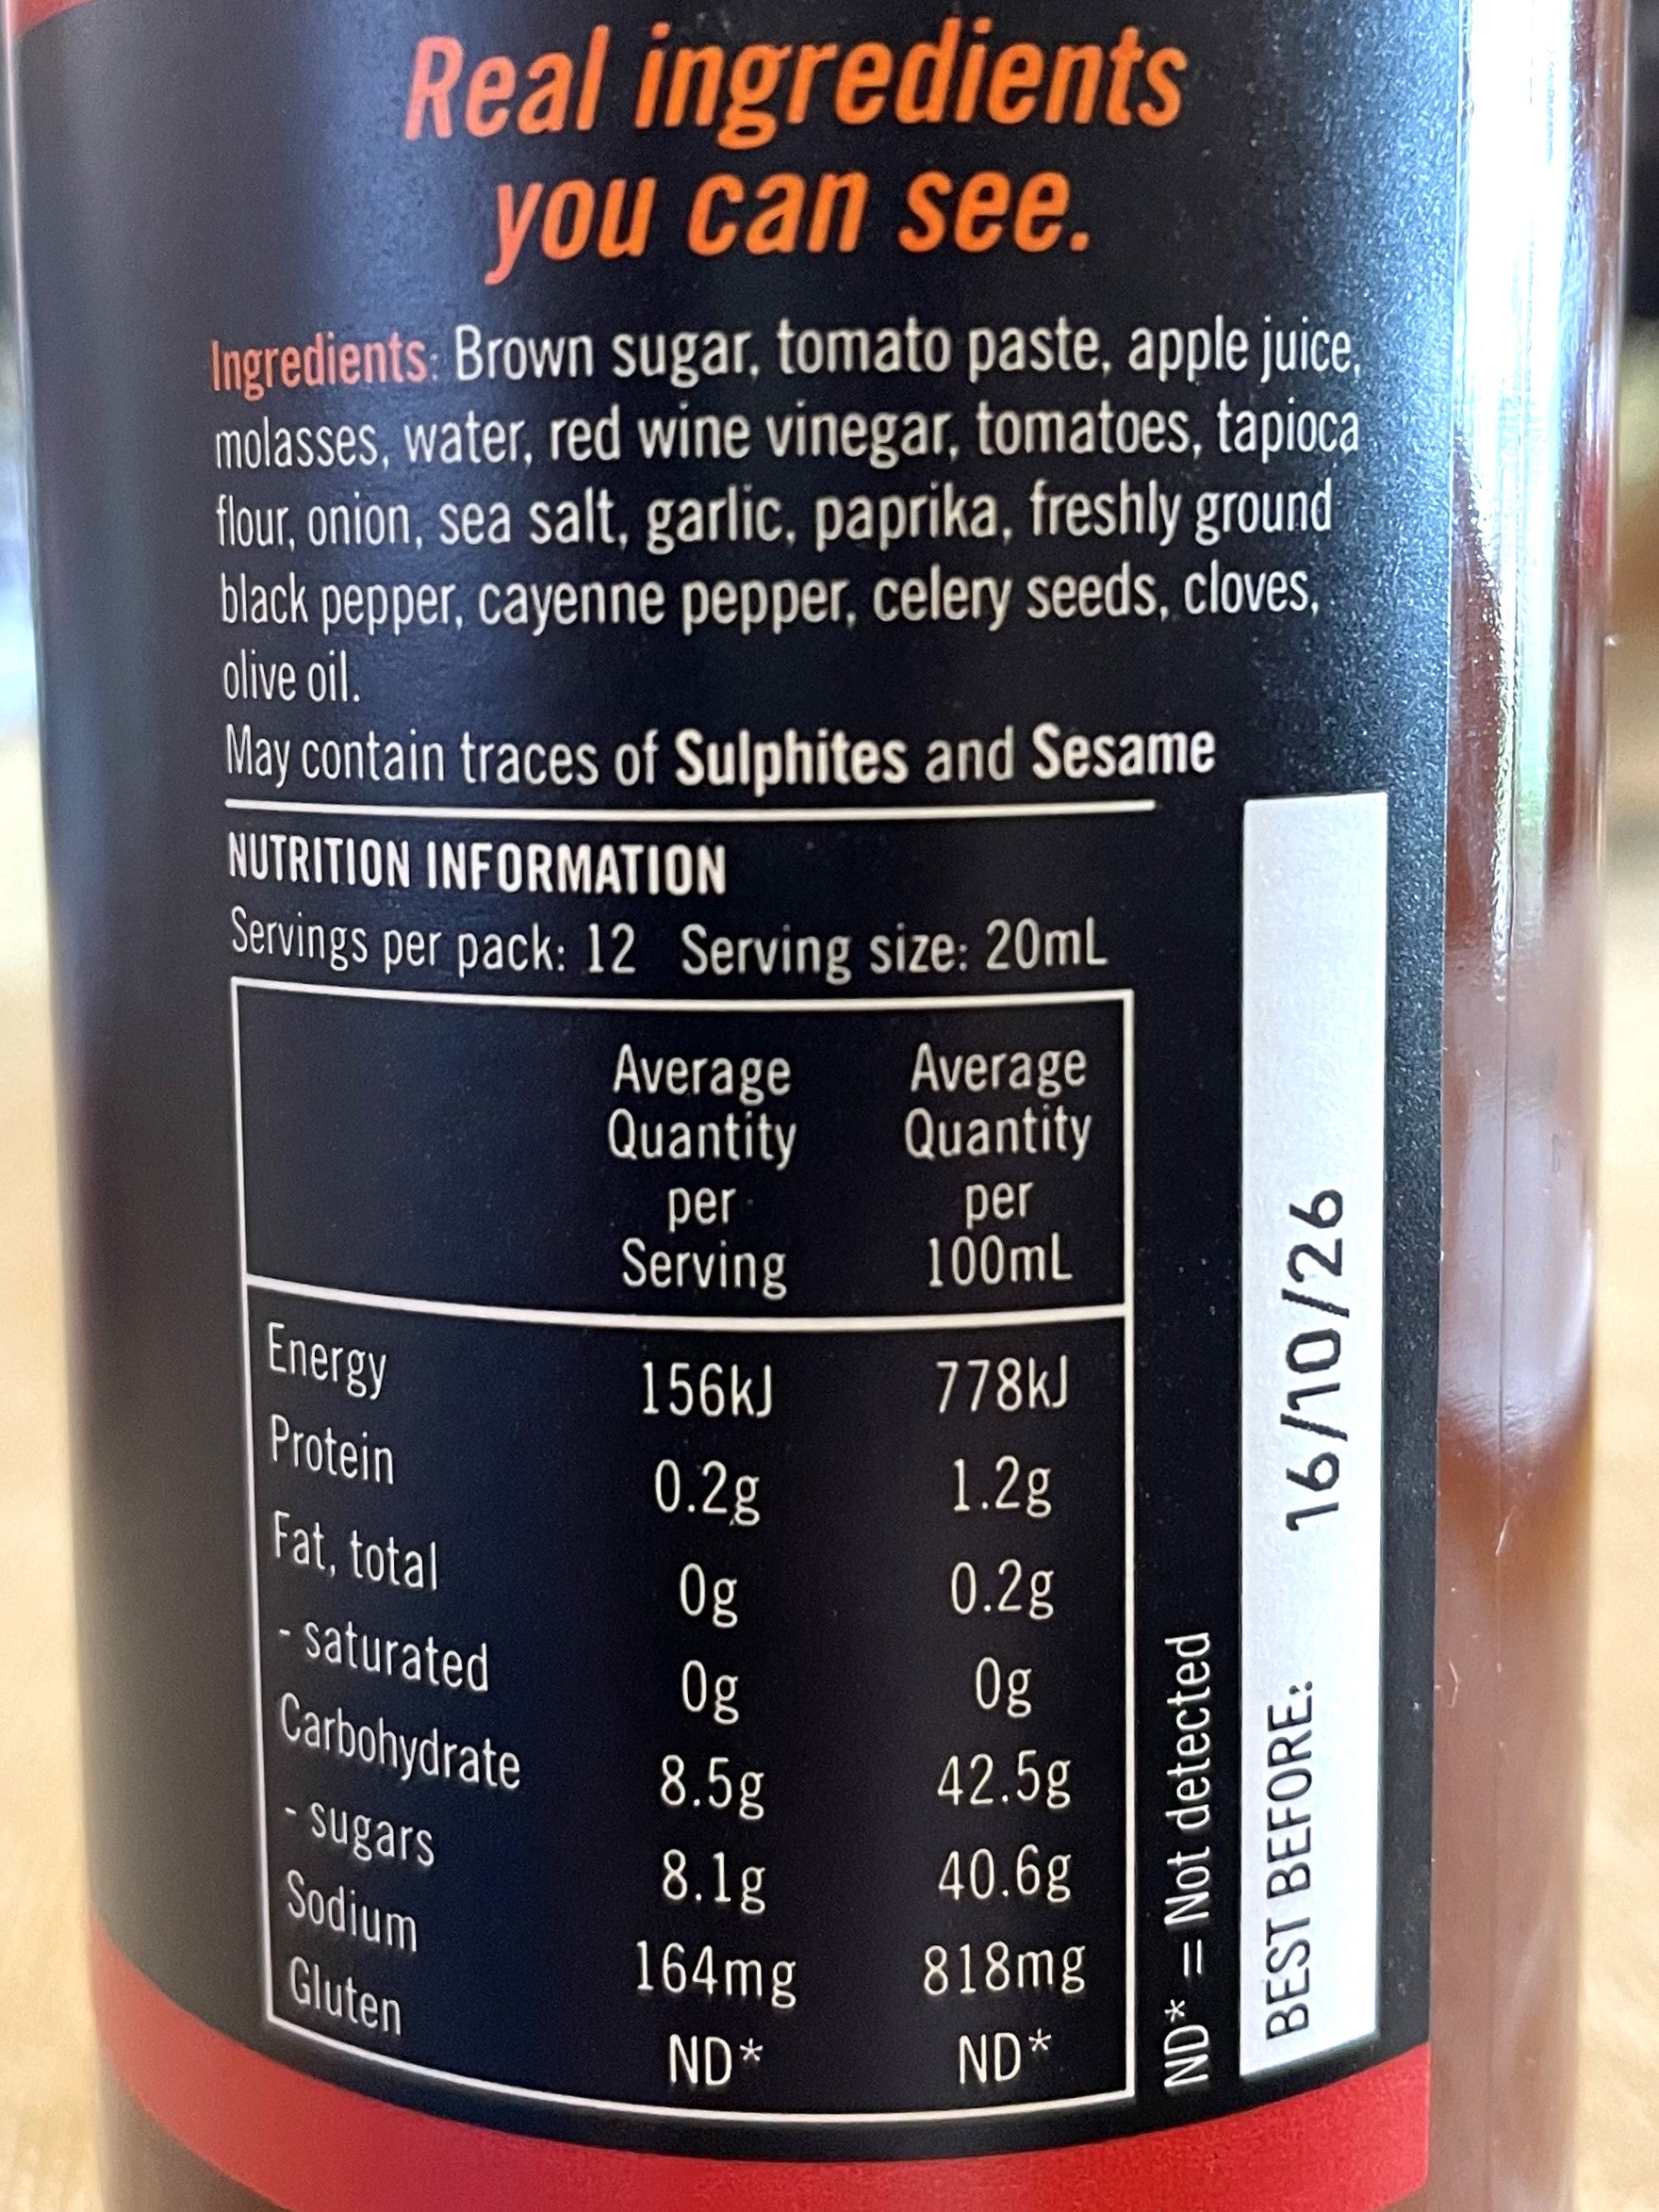 Real ingredients
you can see.
Ingredients: Brown sugar, tomato paste, apple juice,
molasses, water, red wine vinegar, tomatoes, tapioca
flour, onion, sea salt, garlic, paprika, freshly ground
black pepper, cayenne pepper, celery seeds, cloves,
olive oil.
May contain traces of Sulphites and Sesame
NUTRITION INFORMATION
Servings per pack: 12 Serving size: 20mL
Average Average
Quantity Quantity
per per
Serving 100mL
Energy 156kJ 778kJ
Protein 0.2g 1.2g
Fat, total 0g 0.2g
- saturated 0g 0g
Carbohydrate 8.5g 42.5g
- sugars 8.1g 40.6g
Sodium 164mg 818mg
Gluten ND* ND*
ND* = Not detected
BEST BEFORE: 16/10/26